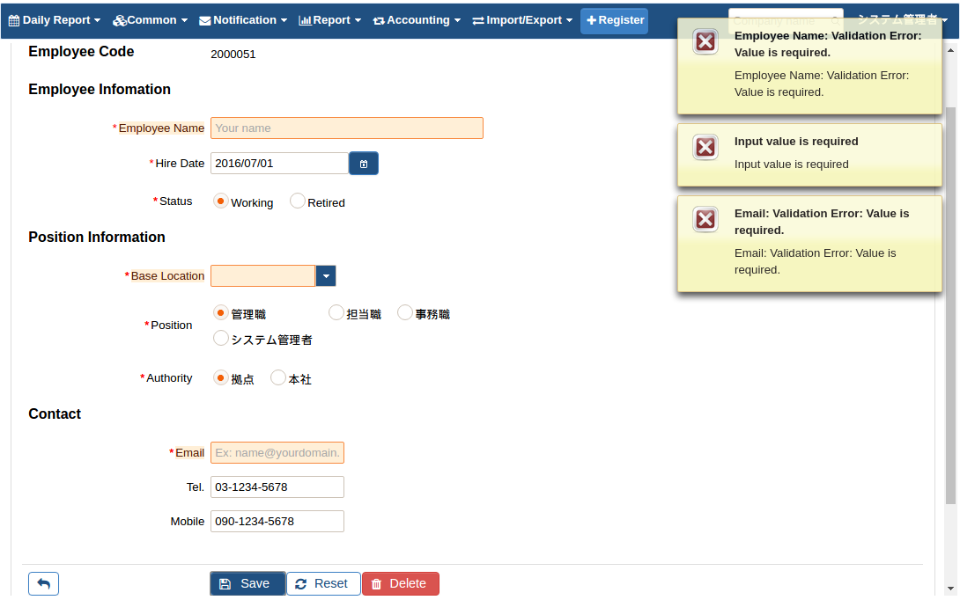 Daily Report Common Notification Report Accounting Import/Export Register システム管理者
Employee Code 2000051
Employee Infomation
*Employee Name Your name
*Hire Date 2016/07/01
*Status Working Retired
Position Information
*Base Location
*Position 管理職 担当職 事務職
システム管理者
*Authority 拠点 本社
Contact
*Email Ex: name@yourdomain.
Tel. 03-1234-5678
Mobile 090-1234-5678
Save Reset Delete
Employee Name: Validation Error:
Value is required.
Employee Name: Validation Error:
Value is required.
Input value is required
Input value is required
Email: Validation Error: Value is
required.
Email: Validation Error: Value is
required.